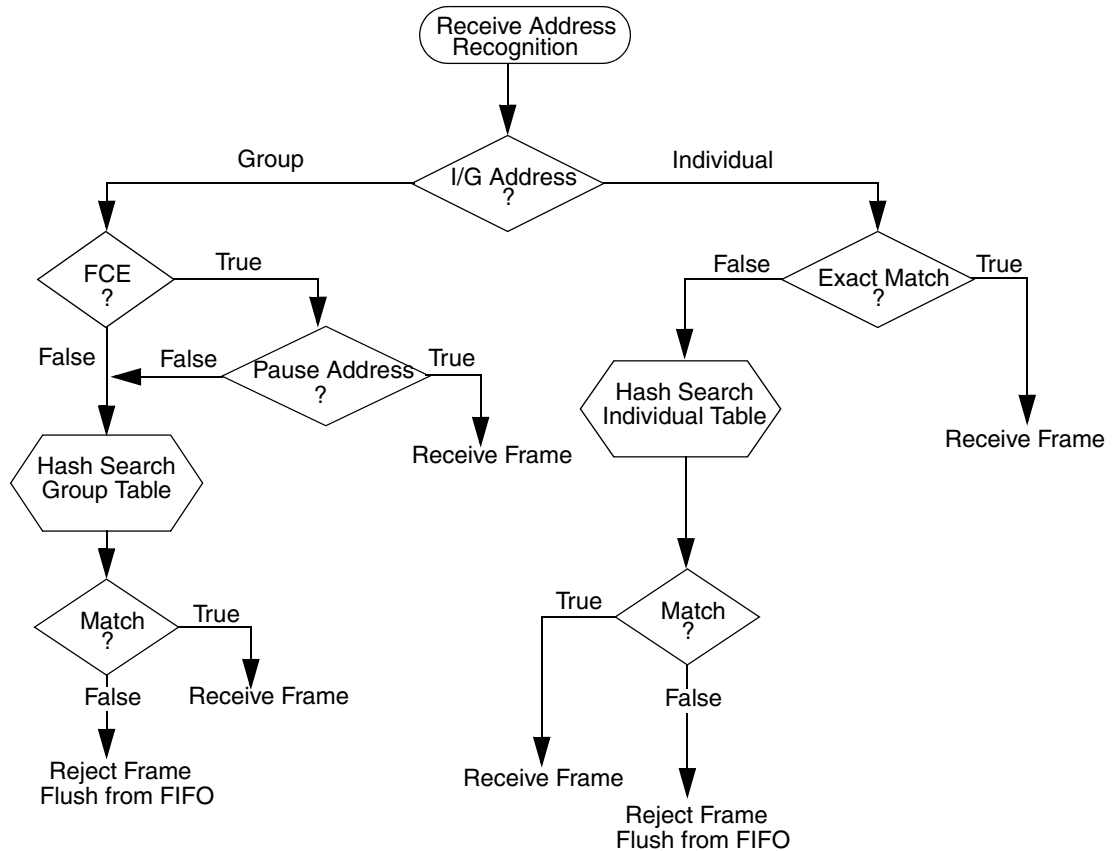 Receive Address
Recognition
Group
I/G Address
?
Individual
FCE
?
True
False
Exact Match
?
True
False
False
Pause Address
?
True
Hash Search
Individual Table
Receive Frame
Receive Frame
Hash Search
Group Table
Match
?
True
True
Match
?
False
Receive Frame
False
Reject Frame
Flush from FIFO
Receive Frame
Reject Frame
Flush from FIFO